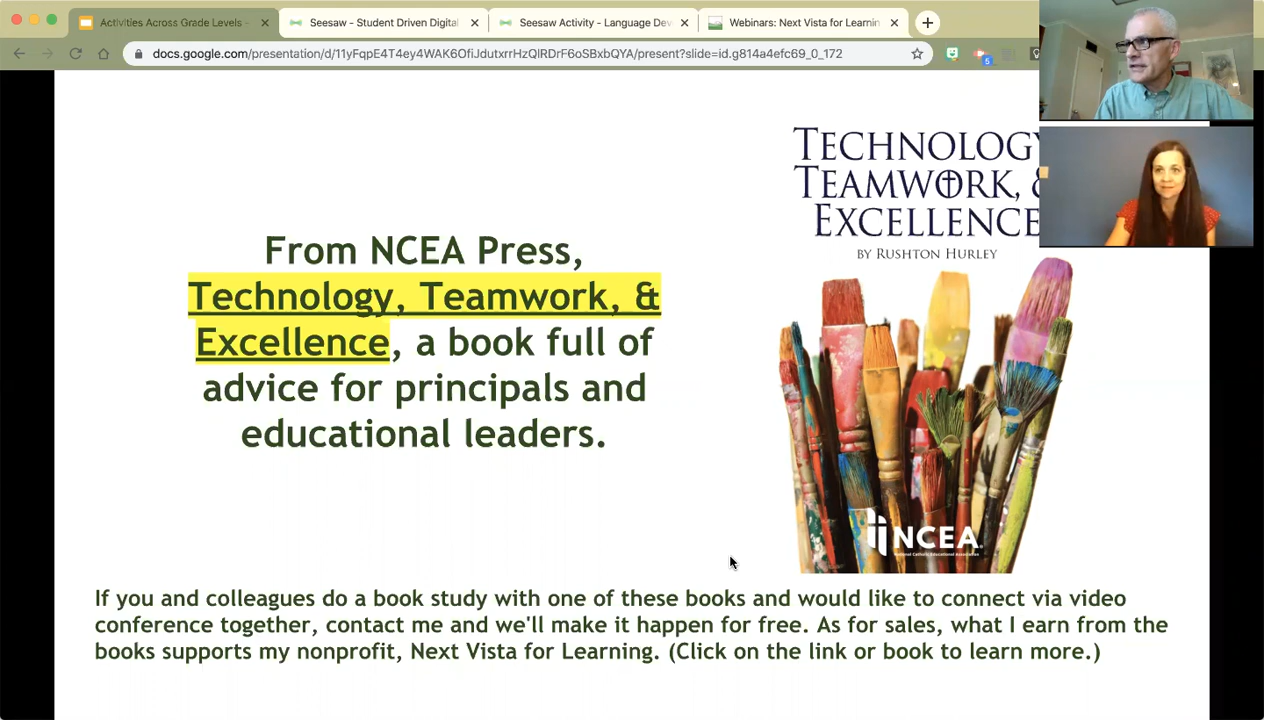 Activities Across Grade Levels -
Seesaw - Student Driven Digital
Seesaw Activity - Language Dev
Webinars: Next Vista for Learnin
docs.google.com/presentation/d/11yFqpE4T4ey4WAK6OfiJdutxrrHzQlRDrF6oSBxbQYA/present?slide=id.g814a4efc69_0_172
5
TECHNOLOGY
TEAMWORK, &
EXCELLENCE
BY RUSHTON HURLEY
From NCEA Press,
Technology, Teamwork, &
Excellence, a book full of
advice for principals and
educational leaders.
NCEA
National Catholic Educational Association
If you and colleagues do a book study with one of these books and would like to connect via video
conference together, contact me and we'll make it happen for free. As for sales, what I earn from the
books supports my nonprofit, Next Vista for Learning. (Click on the link or book to learn more.)